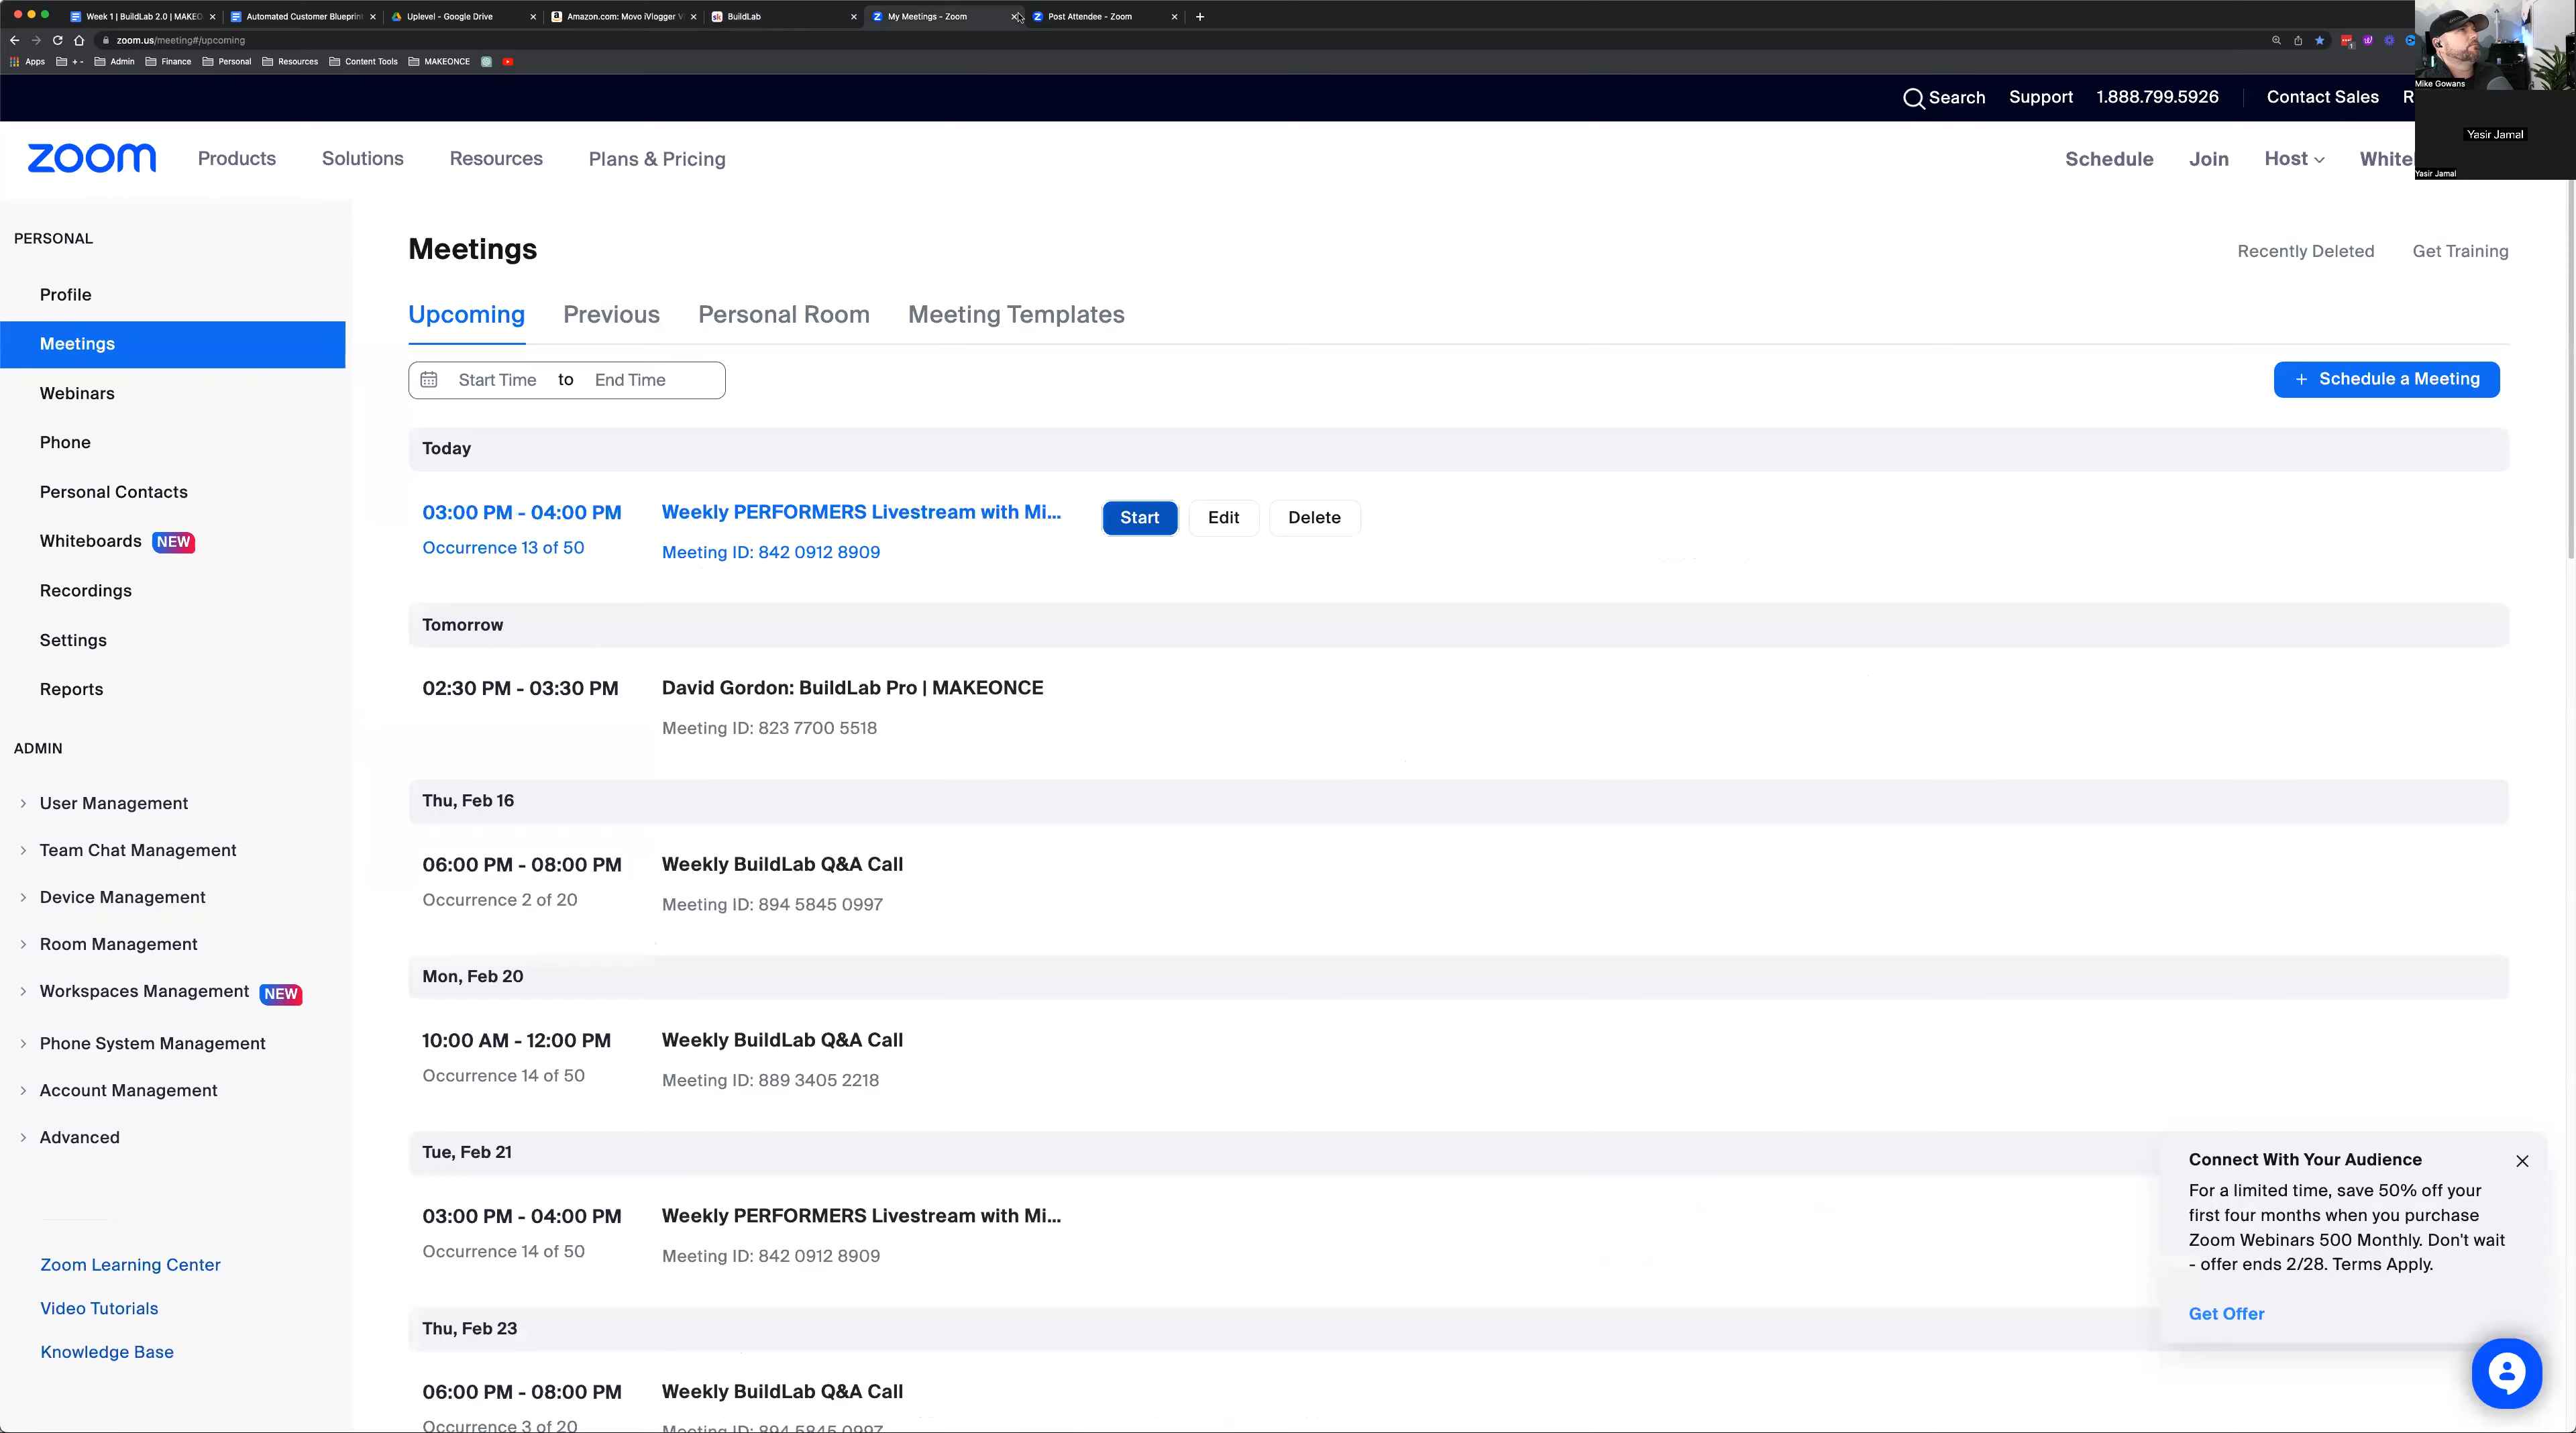 Week 1 | BuildLab 2.0 | MAKEO
Automated Customer Blueprint
Uplevel - Google Drive
Amazon.com: Movo iVlogger V
BuildLab
My Meetings - Zoom
Post Attendee - Zoom
zoom.us/meeting#/upcoming
Apps
+ -
Admin
Finance
Personal
Resources
Content Tools
MAKEONCE
Mike Gowans
Yasir Jamal
Yasir Jamal
Search
Support
1.888.799.5926
Contact Sales
R
zoom
Products
Solutions
Resources
Plans & Pricing
Schedule
Join
Host
White
PERSONAL
Profile
Meetings
Webinars
Phone
Personal Contacts
Whiteboards NEW
Recordings
Settings
Reports
ADMIN
User Management
Team Chat Management
Device Management
Room Management
Workspaces Management NEW
Phone System Management
Account Management
Advanced
Zoom Learning Center
Video Tutorials
Knowledge Base
Meetings
Recently Deleted
Get Training
Upcoming
Previous
Personal Room
Meeting Templates
Start Time to End Time
+ Schedule a Meeting
Today
03:00 PM - 04:00 PM
Weekly PERFORMERS Livestream with Mi...
Start
Edit
Delete
Occurrence 13 of 50
Meeting ID: 842 0912 8909
Tomorrow
02:30 PM - 03:30 PM
David Gordon: BuildLab Pro | MAKEONCE
Meeting ID: 823 7700 5518
Thu, Feb 16
06:00 PM - 08:00 PM
Weekly BuildLab Q&A Call
Occurrence 2 of 20
Meeting ID: 894 5845 0997
Mon, Feb 20
10:00 AM - 12:00 PM
Weekly BuildLab Q&A Call
Occurrence 14 of 50
Meeting ID: 889 3405 2218
Tue, Feb 21
03:00 PM - 04:00 PM
Weekly PERFORMERS Livestream with Mi...
Occurrence 14 of 50
Meeting ID: 842 0912 8909
Thu, Feb 23
06:00 PM - 08:00 PM
Weekly BuildLab Q&A Call
Occurrence 3 of 20
Meeting ID: 894 5845 0997
Connect With Your Audience
For a limited time, save 50% off your
first four months when you purchase
Zoom Webinars 500 Monthly. Don't wait
- offer ends 2/28. Terms Apply.
Get Offer